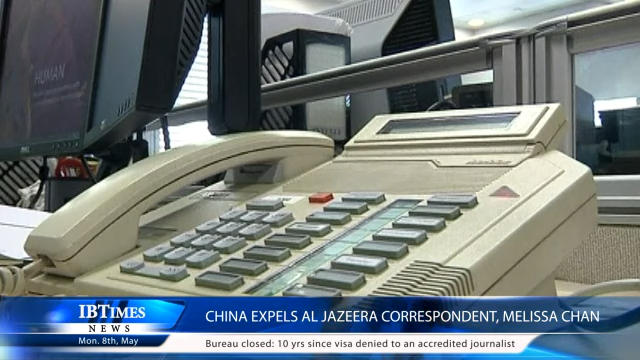 HUMAN
IBTIMES
NEWS
Mon. 8th, May
CHINA EXPELS AL JAZEERA CORRESPONDENT, MELISSA CHAN
Bureau closed: 10 yrs since visa denied to an accredited journalist